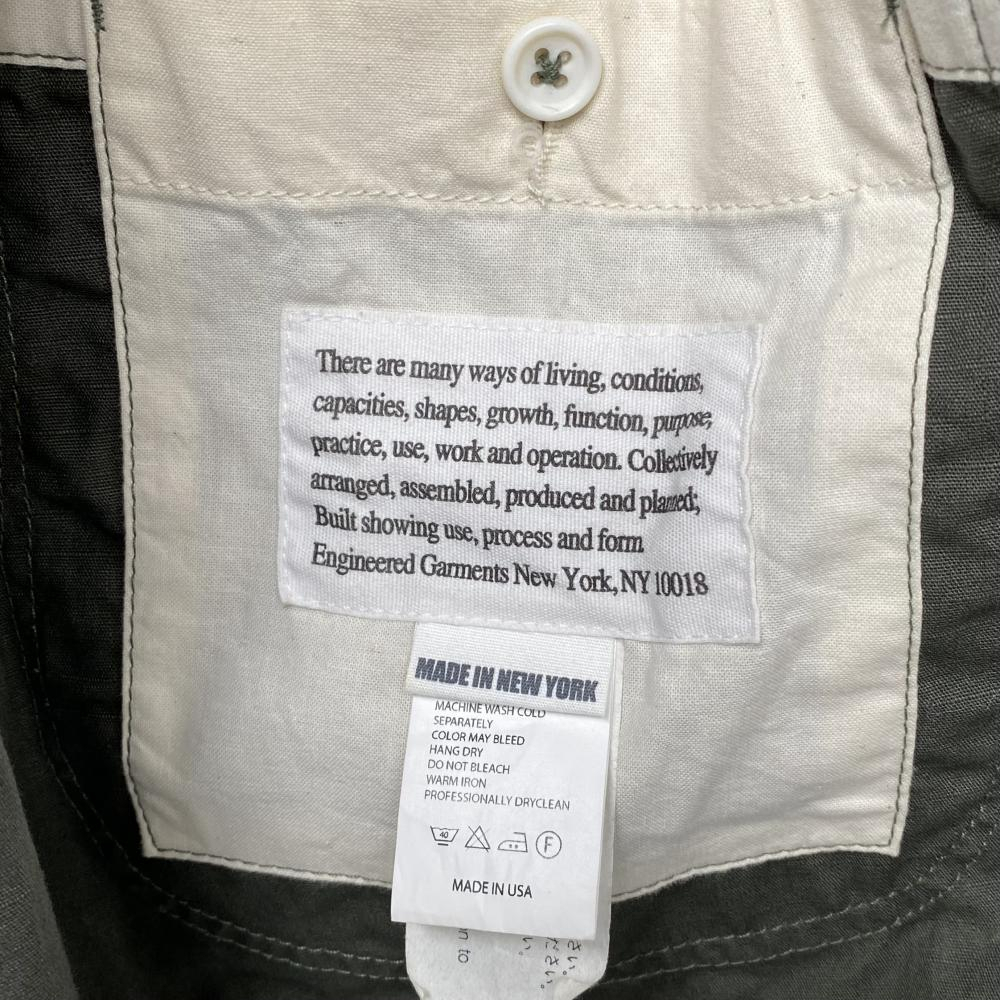 There are many ways of living, conditions,
capacities, shapes, growth, function, purpose,
practice, use, work and operation. Collectively
arranged, assembled, produced and planned;
Built showing use, process and form
Engineered Garments New York, NY 10018
MADE IN NEW YORK
MACHINE WASH COLD
SEPARATELY
COLOR MAY BLEED
HANG DRY
DO NOT BLEACH
WARM IRON
PROFESSIONALLY DRYCLEAN
40
F
MADE IN USA
n to